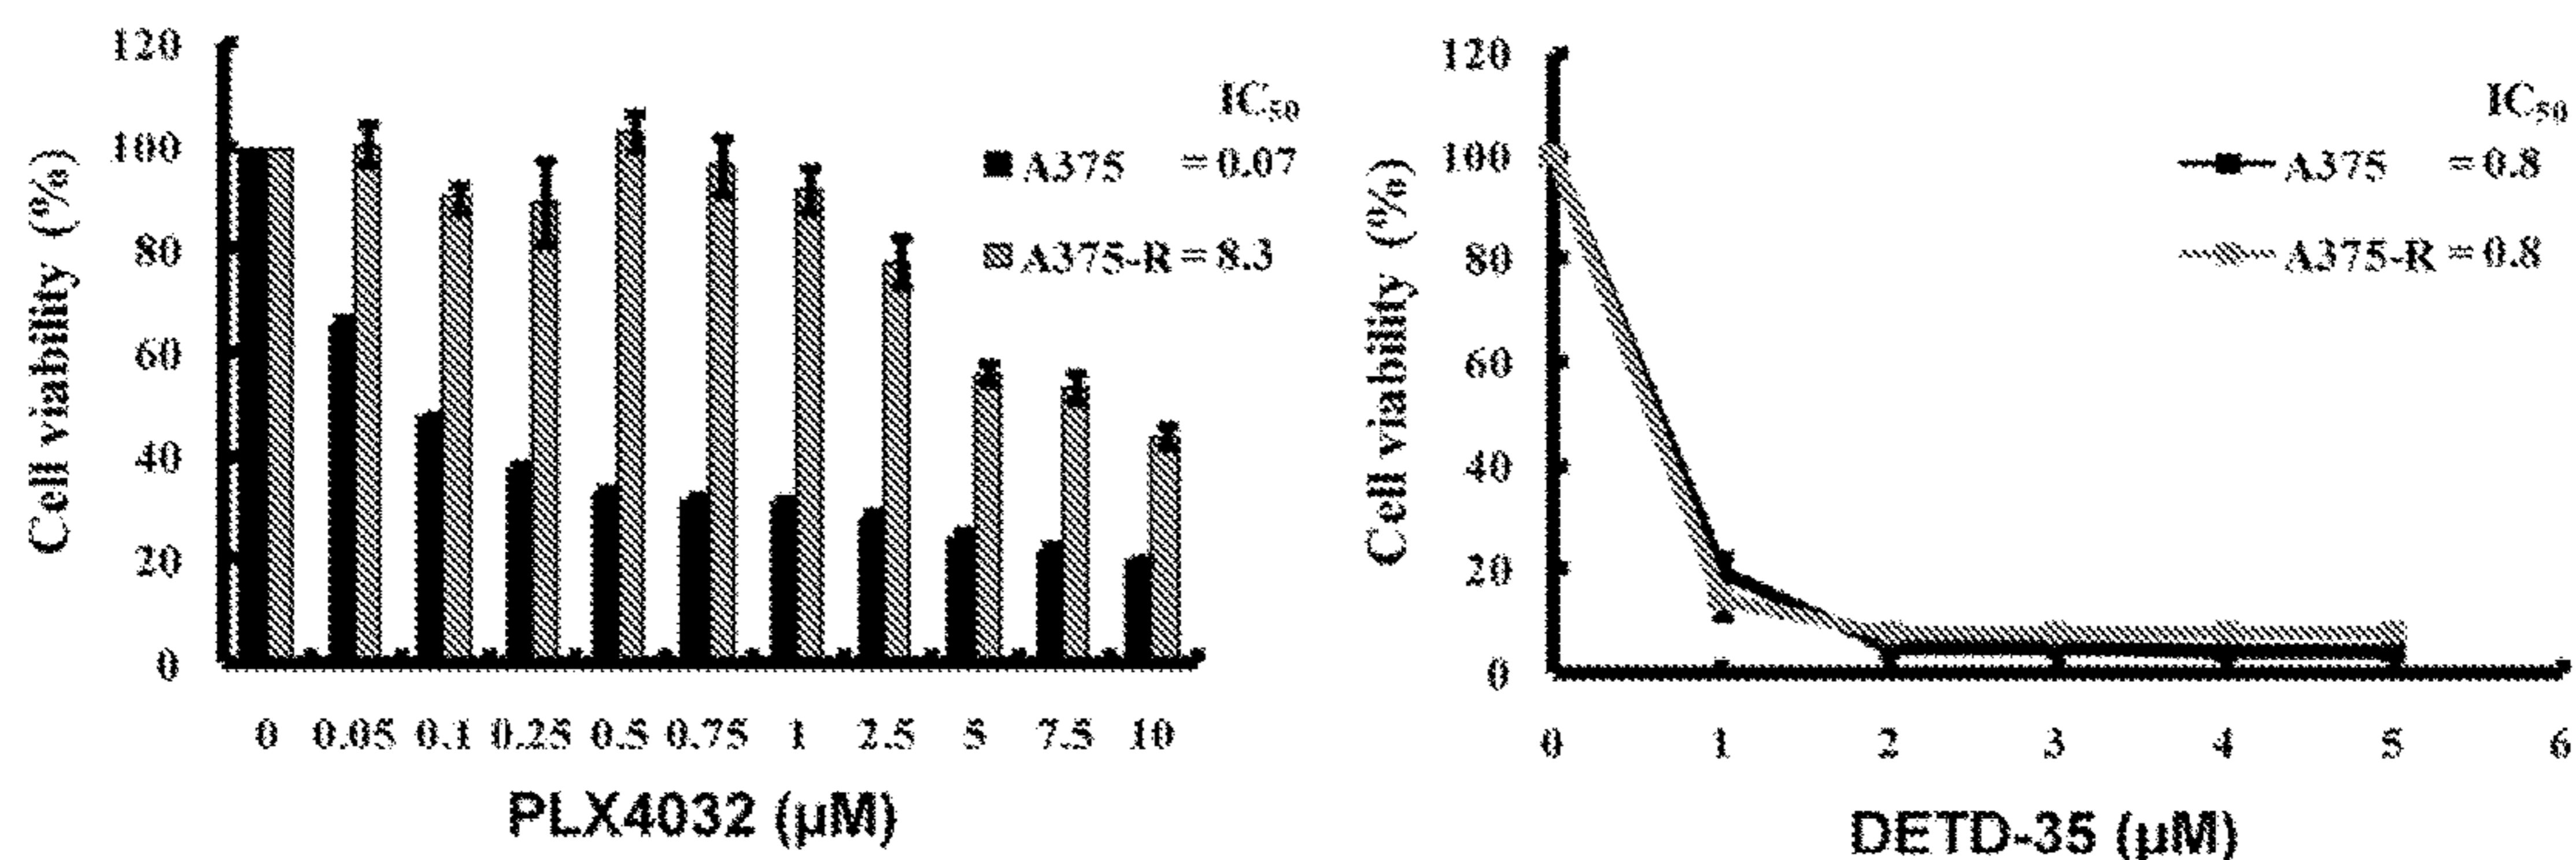 Cell viability (%)
120
100
80
60
40
20
0
IC50
A375 = 0.07
A375-R = 8.3
0 0.05 0.1 0.25 0.5 0.75 1 2.5 5 7.5 10
PLX4032 (μM)
Cell viability (%)
120
100
80
60
40
20
0
IC50
A375 = 0.8
A375-R = 0.8
0 1 2 3 4 5 6
DETD-35 (μM)